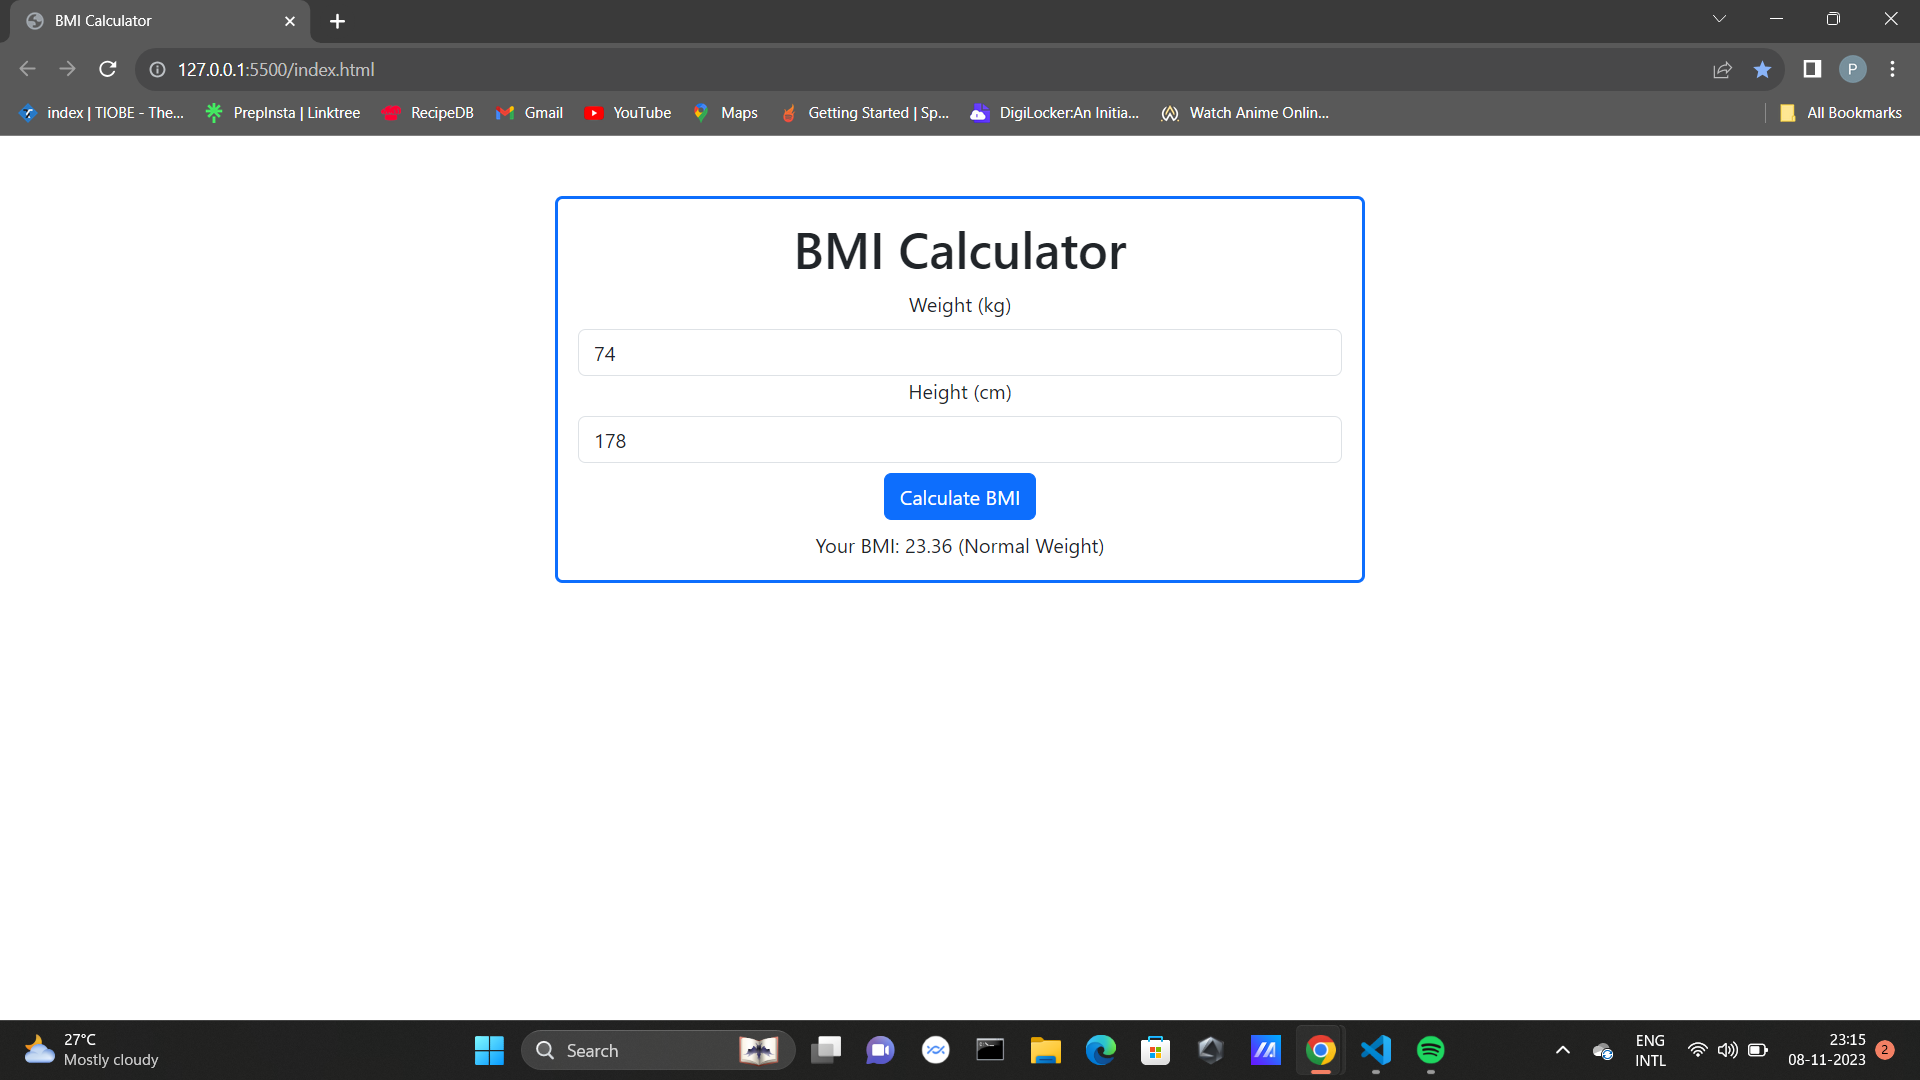 BMI Calculator
127.0.0.1:5500/index.html
P
index | TIOBE - The...
PrepInsta | Linktree
RecipeDB
Gmail
YouTube
Maps
Getting Started | Sp...
DigiLocker:An Initia...
Watch Anime Onlin...
All Bookmarks
BMI Calculator
Weight (kg)
74
Height (cm)
178
Calculate BMI
Your BMI: 23.36 (Normal Weight)
27°C
Mostly cloudy
Search
ENG
INTL
23:15
08-11-2023
2